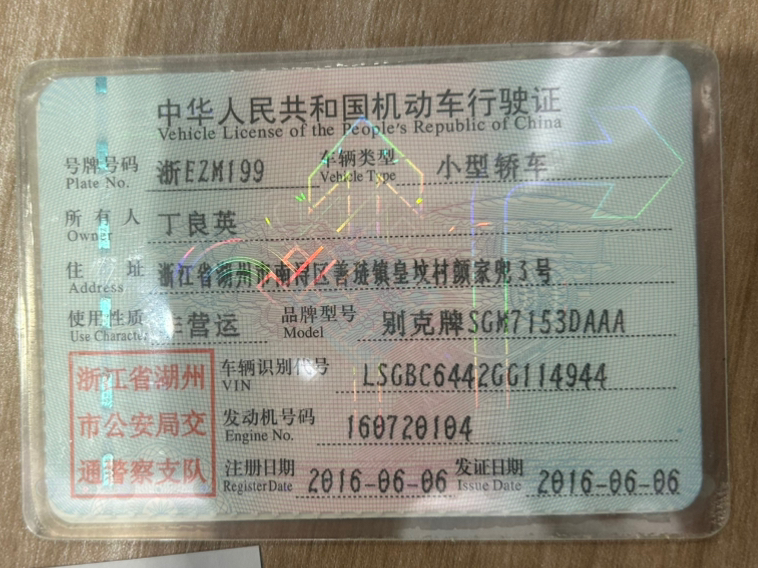 中华人民共和国机动车行驶证
Vehicle License of the People's Republic of China
号牌号码 浙EZM199 车辆类型 小型轿车
Plate No. Vehicle Type
所有人 丁良英
Owner
住址 浙江省湖州市南浔区善琏镇皇坟村颜家兜3号
Address
使用性质 非营运 品牌型号 别克牌SGM7153DAAA
Use Character Model
浙江省湖州市公安局交通警察支队
车辆识别代号 LSGBC6442GG114944
VIN
发动机号码 160720104
Engine No.
注册日期 2016-06-06 发证日期 2016-06-06
Register Date Issue Date